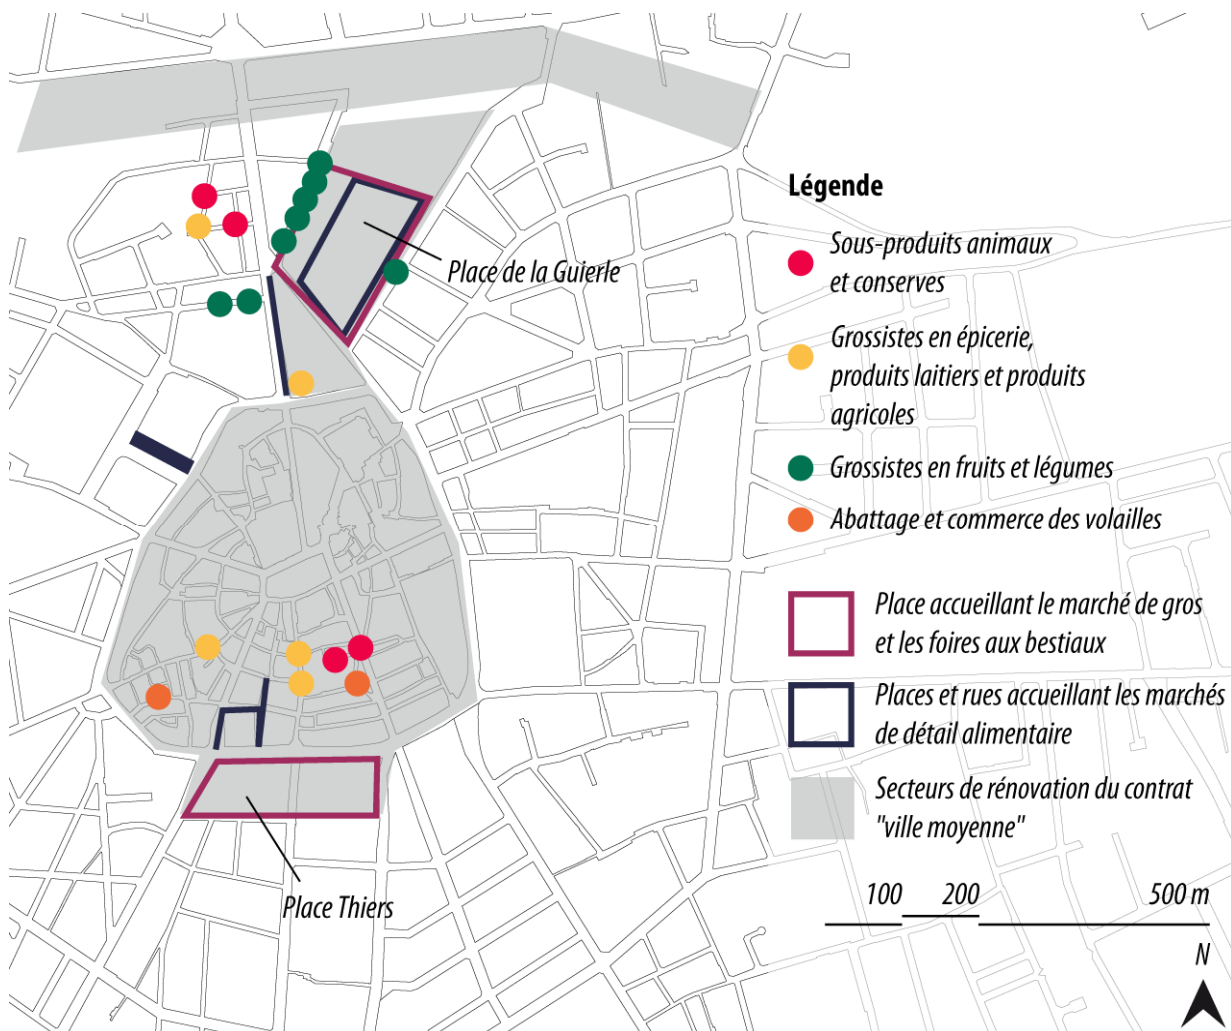 Légende
Sous-produits animaux
et conserves
Place de la Guierle
Grossistes en épicerie,
produits laitiers et produits
agricoles
Grossistes en fruits et légumes
Abattage et commerce des volailles
Place accueillant le marché de gros
et les foires aux bestiaux
Places et rues accueillant les marchés
de détail alimentaire
Secteurs de rénovation du contrat
"ville moyenne"
Place Thiers
100 200 500 m
N